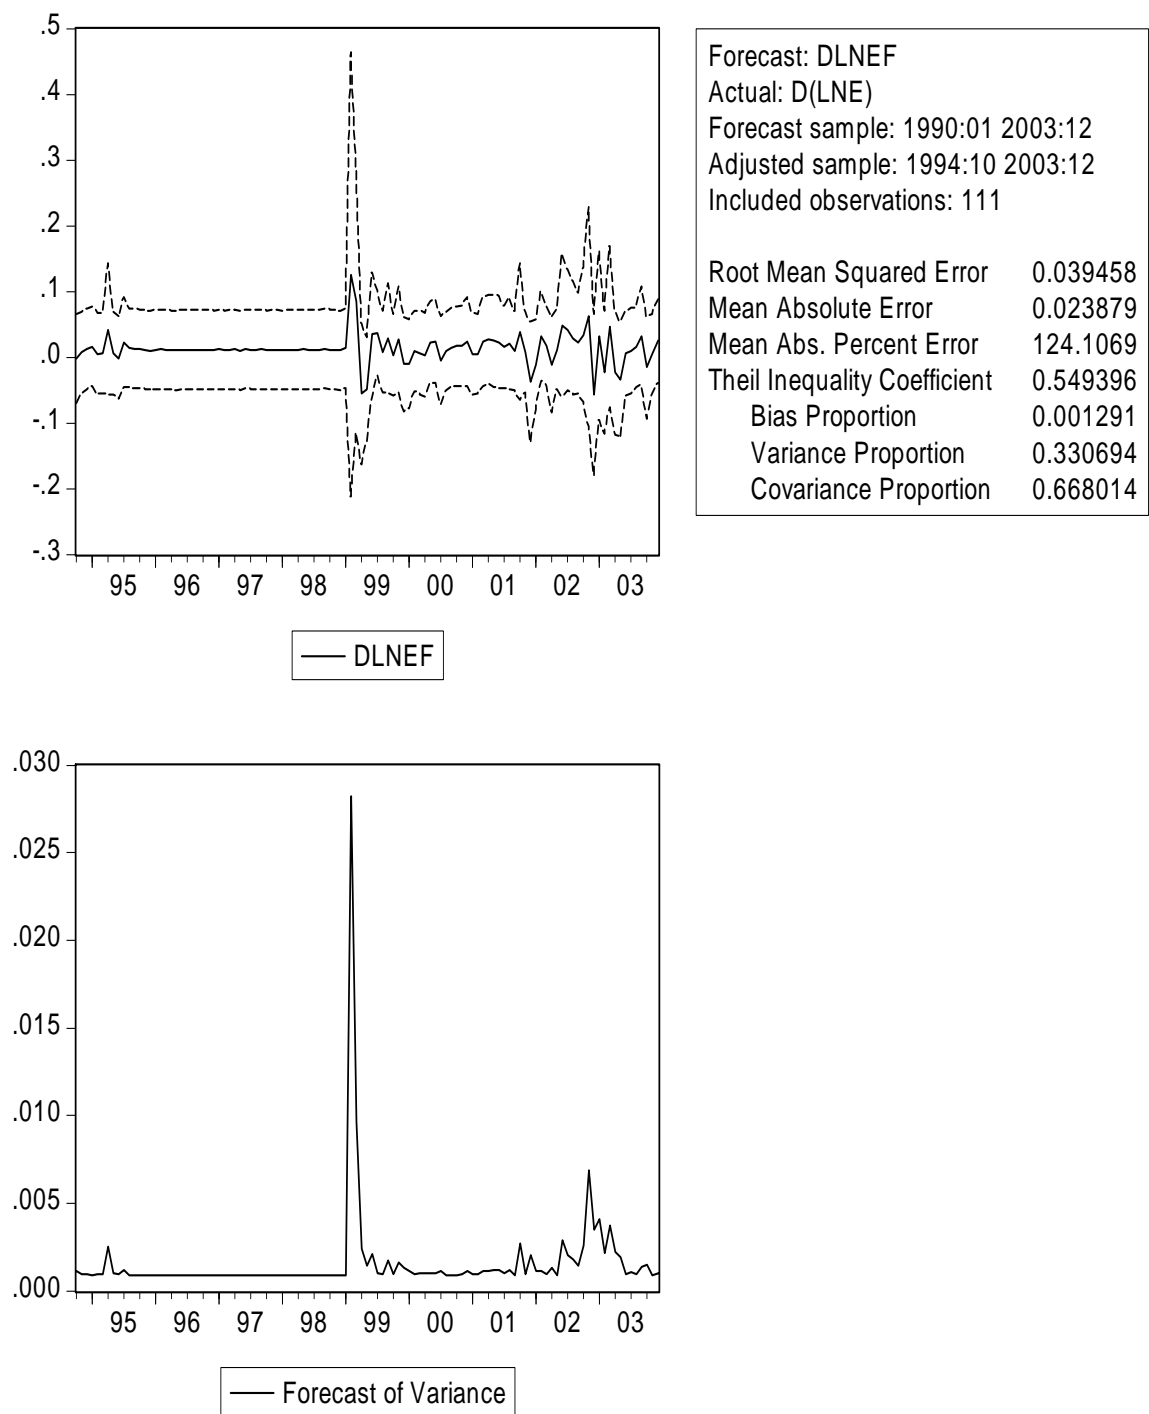 .5
.4
.3
.2
.1
.0
-.1
-.2
-.3
95 96 97 98 99 00 01 02 03
DLNEF
Forecast: DLNEF
Actual: D(LNE)
Forecast sample: 1990:01 2003:12
Adjusted sample: 1994:10 2003:12
Included observations: 111
Root Mean Squared Error 0.039458
Mean Absolute Error 0.023879
Mean Abs. Percent Error 124.1069
Theil Inequality Coefficient 0.549396
Bias Proportion 0.001291
Variance Proportion 0.330694
Covariance Proportion 0.668014
.030
.025
.020
.015
.010
.005
.000
95 96 97 98 99 00 01 02 03
Forecast of Variance